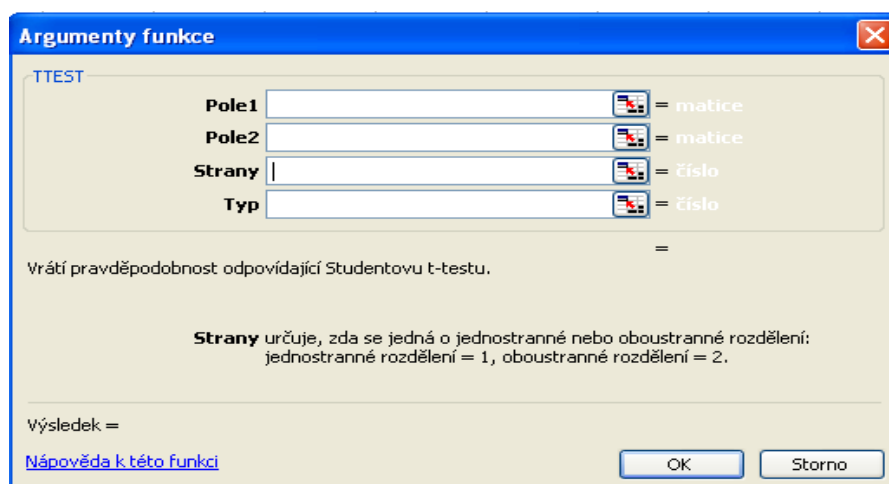 Argumenty funkce
TTEST
Pole1 = matice
Pole2 = matice
Strany = číslo
Typ = číslo
=
Vrátí pravděpodobnost odpovídající Studentovu t-testu.
Strany určuje, zda se jedná o jednostranné nebo oboustranné rozdělení:
jednostranné rozdělení = 1, oboustranné rozdělení = 2.
Výsledek =
Nápověda k této funkci OK Storno